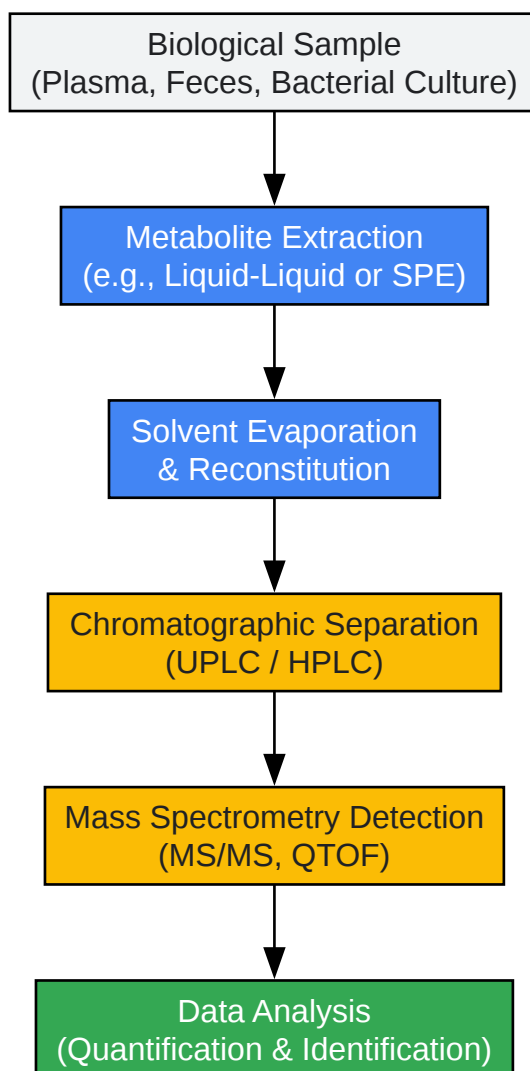 Biological Sample
(Plasma, Feces, Bacterial Culture)
Metabolite Extraction
(e.g., Liquid-Liquid or SPE)
Solvent Evaporation
& Reconstitution
Chromatographic Separation
(UPLC / HPLC)
Mass Spectrometry Detection
(MS/MS, QTOF)
Data Analysis
(Quantification & Identification)